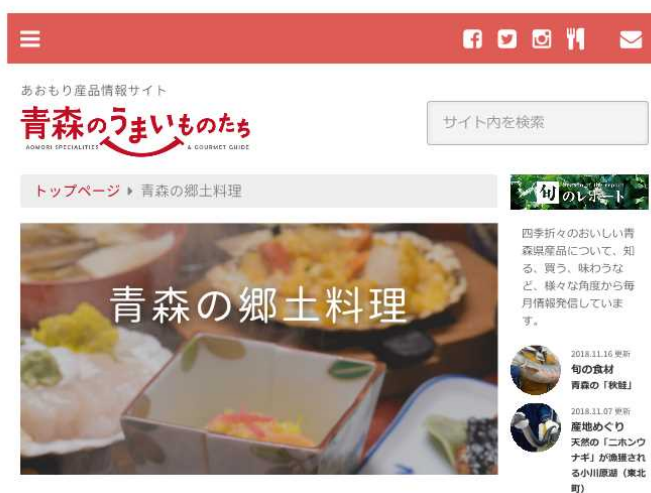 あおもり産品情報サイト
青森のうまいものたち
AOMORI SPECIALITIES & GOURMET GUIDE
サイト内を検索
トップページ 青森の郷土料理
青森の郷土料理
旬のレポート
四季折々のおいしい青
森県産品について、知
る、買う、味わうな
ど、様々な角度から毎
月情報発信していま
す。
2018.11.16 更新
旬の食材
青森の「秋鮭」
2018.11.07 更新
産地めぐり
天然の「ニホンウ
ナギ」が漁獲され
る小川原湖（東北
町）